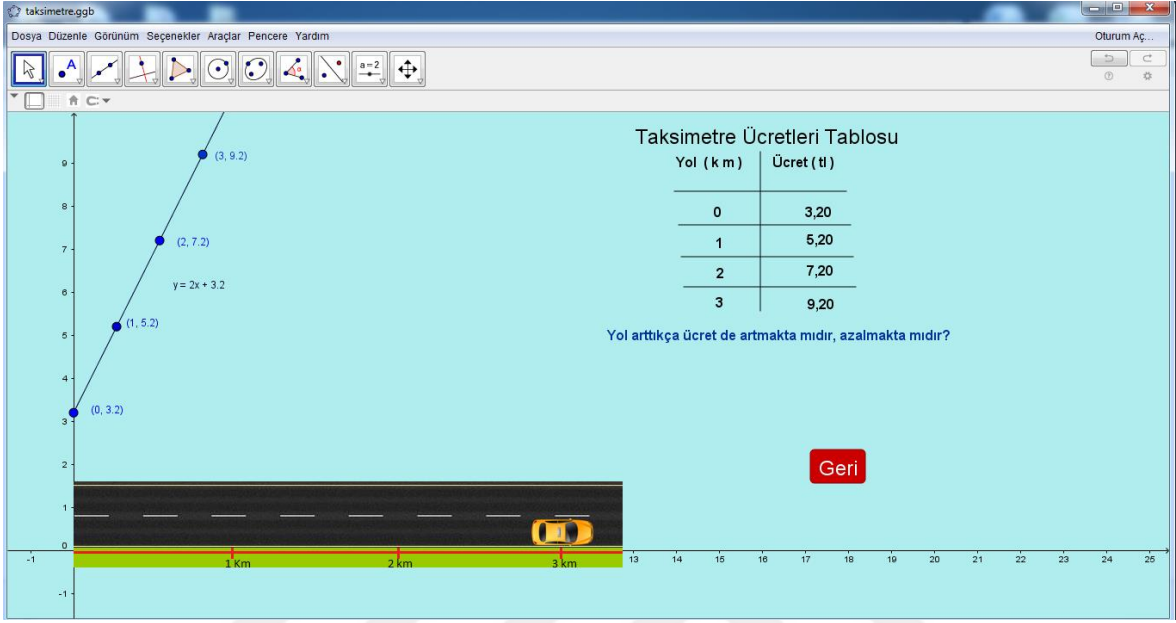 taksimetre.ggb
Dosya Düzenle Görünüm Seçenekler Araçlar Pencere Yardım
Oturum Aç...
A
a = 2
Taksimetre Ücretleri Tablosu
Yol ( k m ) Ücret ( tl )
0 3,20
1 5,20
2 7,20
3 9,20
Yol arttıkça ücret de artmakta mıdır, azalmakta mıdır?
Geri
(3, 9.2)
(2, 7.2)
y = 2x + 3.2
(1, 5.2)
(0, 3.2)
9
8
7
6
5
4
3
2
1
0
-1
-1
1 Km 2 km 3 km
13 14 15 16 17 18 19 20 21 22 23 24 25